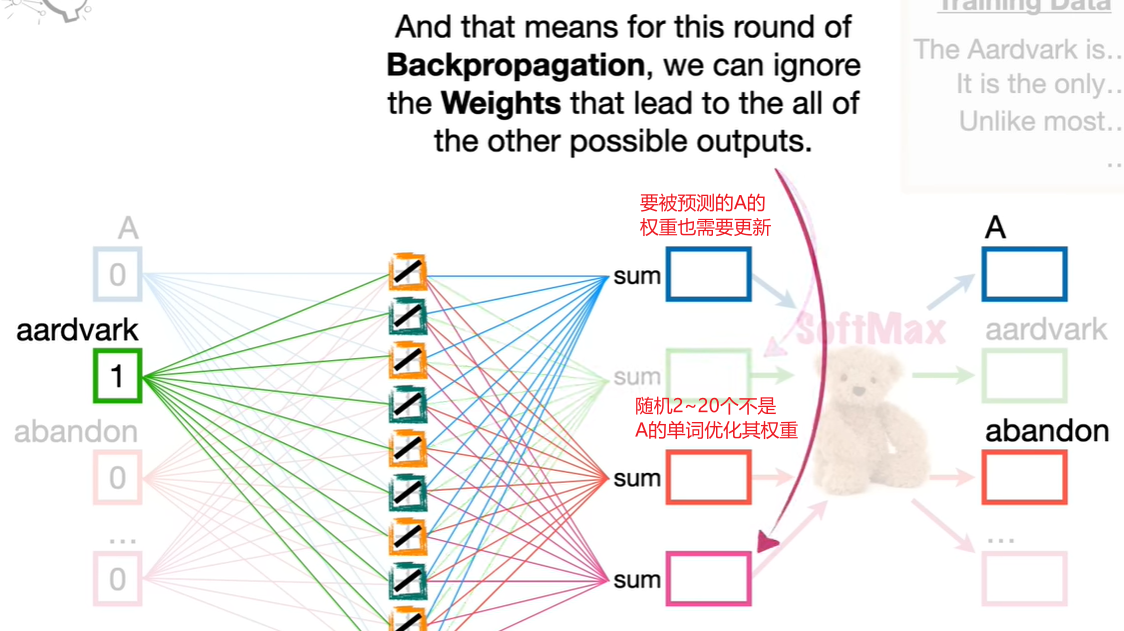 And that means for this round of
Backpropagation, we can ignore
the Weights that lead to the all of
the other possible outputs.
Training Data
The Aardvark is..
It is the only..
Unlike most..
..
要被预测的A的
权重也需要更新
A
0
sum
A
aardvark
1
SoftMax
aardvark
sum
随机2~20个不是
A的单词优化其权重
abandon
0
sum
abandon
...
0
sum
...